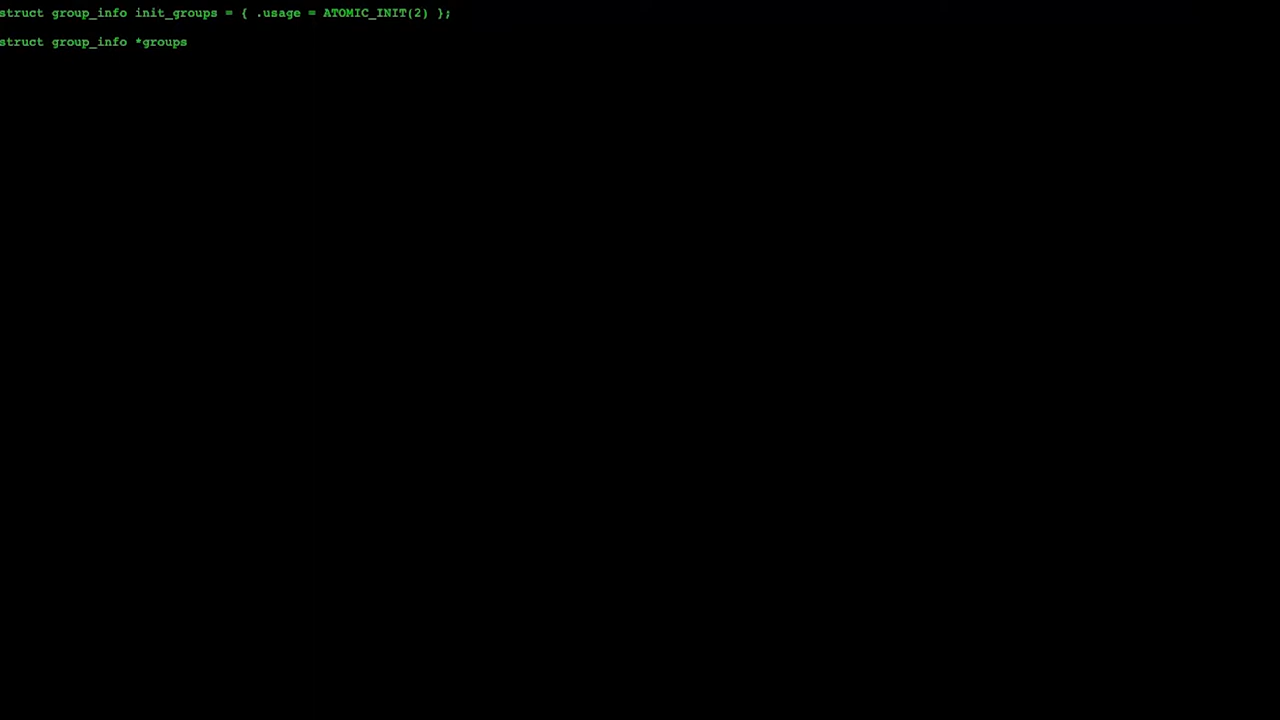 struct group_info init_groups = { .usage = ATOMIC_INIT(2) };
struct group_info *groups